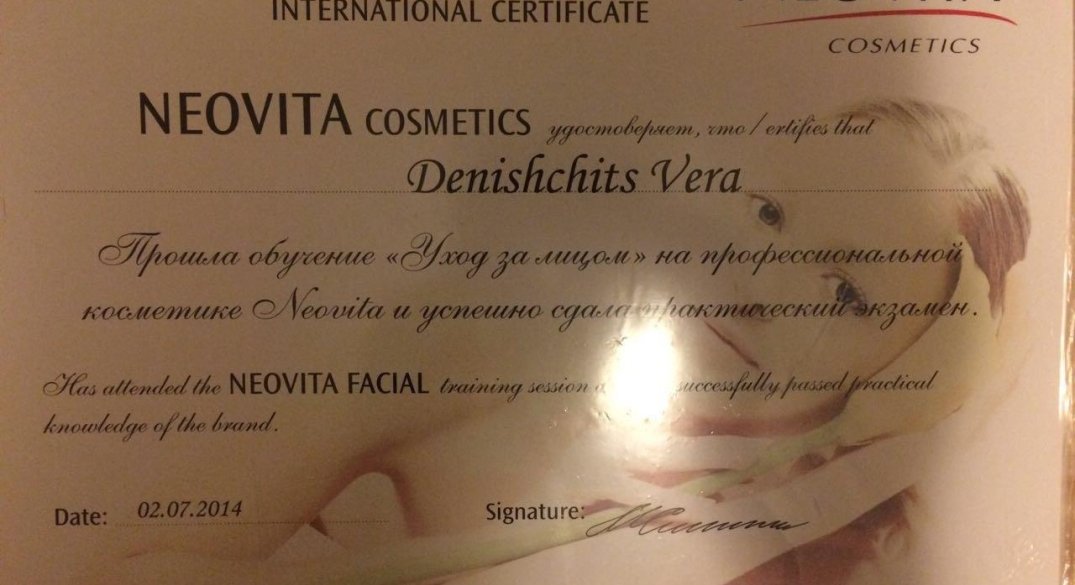 INTERNATIONAL CERTIFICATE
COSMETICS
NEOVITA COSMETICS удостоверяет, что / ertifies that
Denishchits Vera
Прошла обучение «Уход за лицом» на профессиональной
косметике Neovita и успешно сдала практический экзамен.
Has attended the NEOVITA FACIAL training session successfully passed practical
knowledge of the brand.
Date: 02.07.2014
Signature: